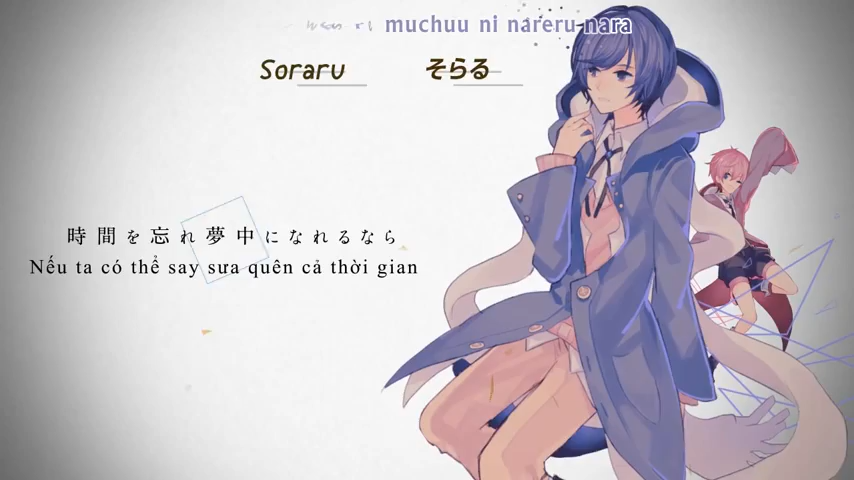 muchuu ni nareru nara
Soraru そらる
時間を忘れ夢中になれるなら
Nếu ta có thể say sưa quên cả thời gian